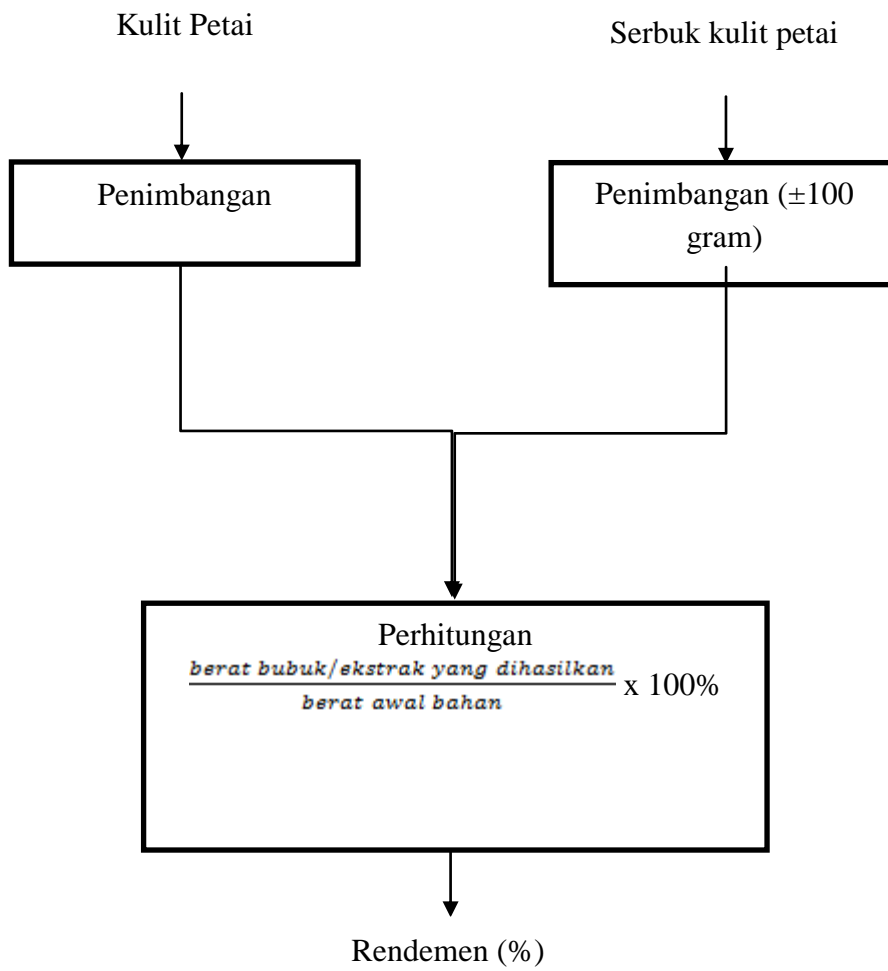 Kulit Petai
Serbuk kulit petai
Penimbangan
Penimbangan (±100
gram)
Perhitungan
berat bubuk/ekstrak yang dihasilkan
berat awal bahan
x 100%
Rendemen (%)